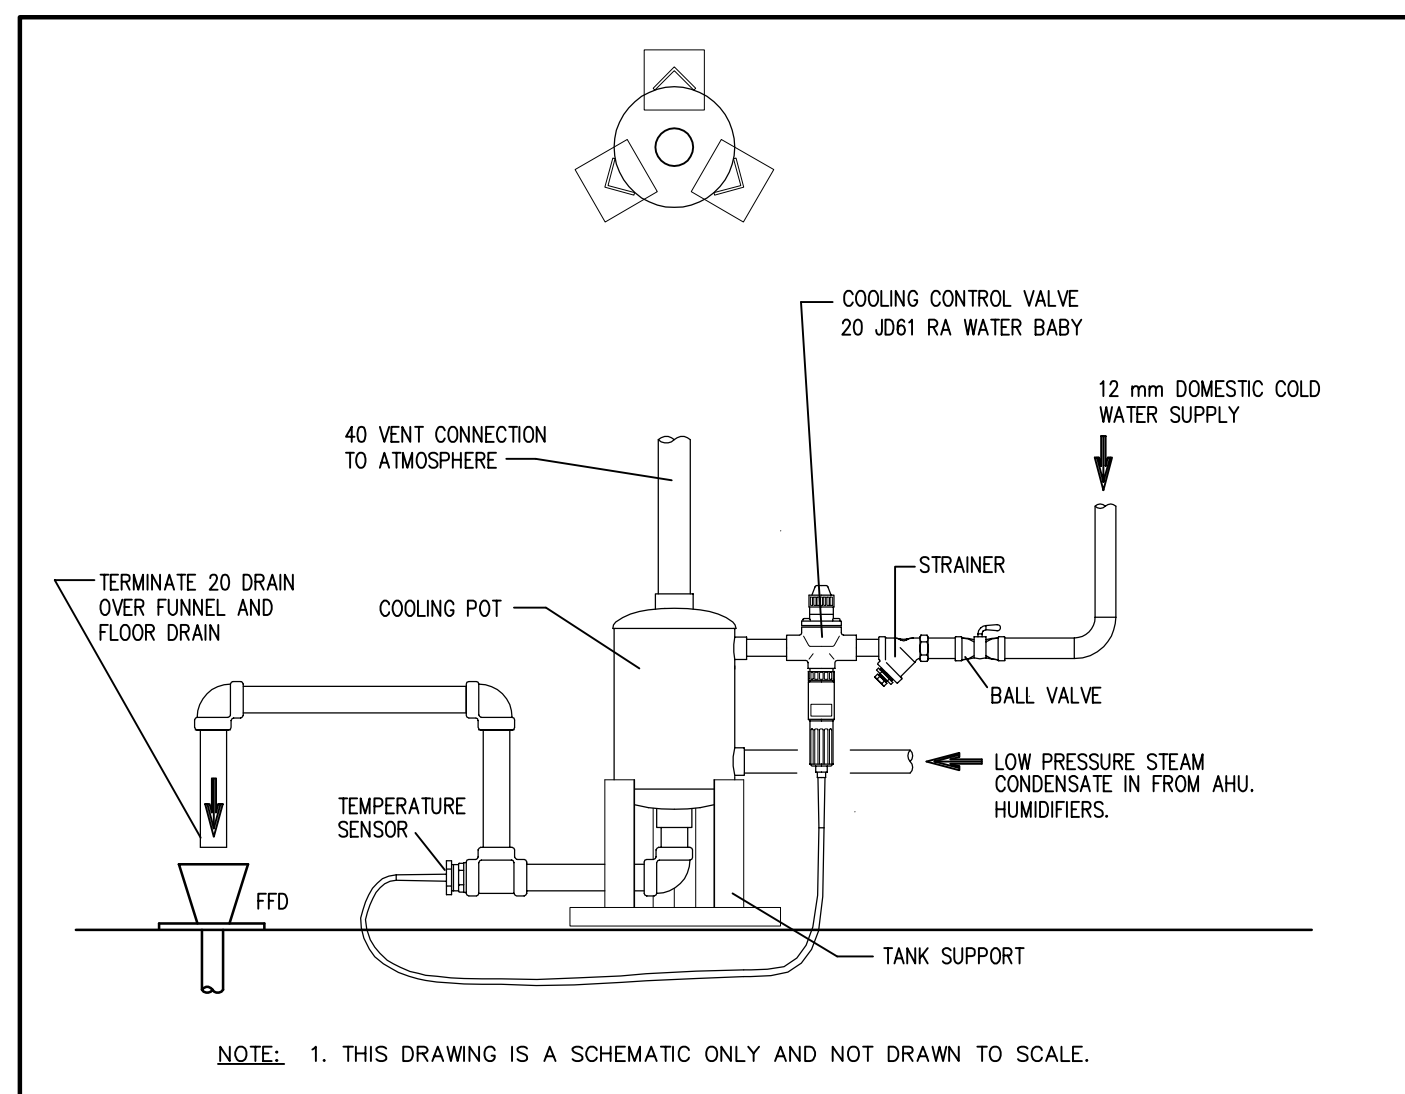 COOLING CONTROL VALVE
20 JD61 RA WATER BABY
12 mm DOMESTIC COLD
WATER SUPPLY
40 VENT CONNECTION
TO ATMOSPHERE
STRAINER
TERMINATE 20 DRAIN
OVER FUNNEL AND
FLOOR DRAIN
COOLING POT
BALL VALVE
LOW PRESSURE STEAM
CONDENSATE IN FROM AHU.
HUMIDIFIERS.
TEMPERATURE
SENSOR
FFD
TANK SUPPORT
NOTE: 1. THIS DRAWING IS A SCHEMATIC ONLY AND NOT DRAWN TO SCALE.